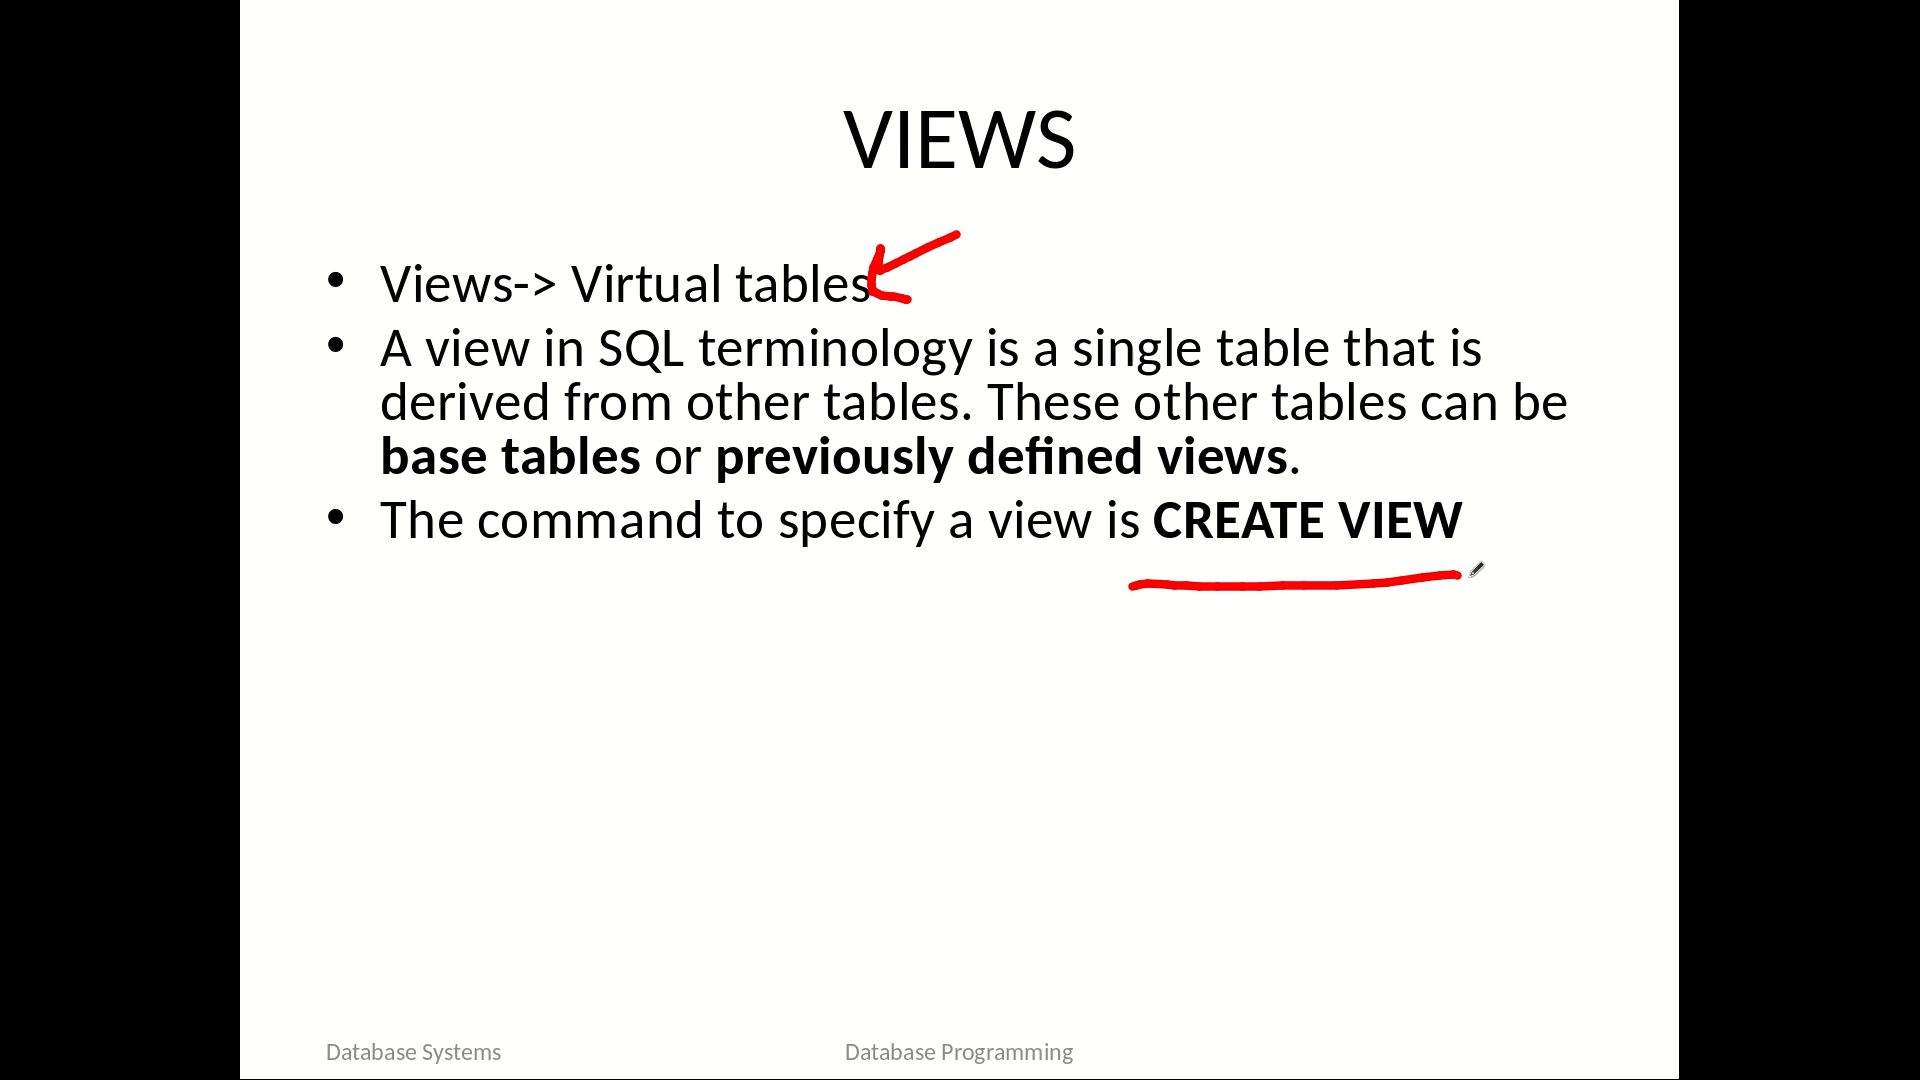 VIEWS
• Views-> Virtual tables
• A view in SQL terminology is a single table that is
derived from other tables. These other tables can be
base tables or previously defined views.
• The command to specify a view is CREATE VIEW
Database Systems
Database Programming